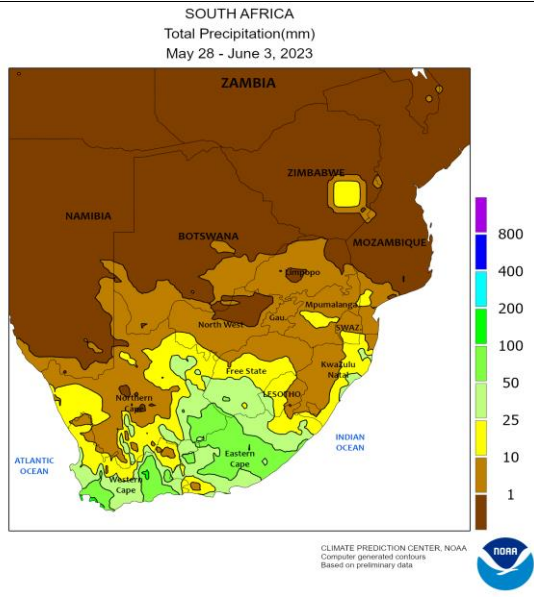 SOUTH AFRICA
Total Precipitation(mm)
May 28 - June 3, 2023
ZAMBIA
ZIMBABWE
NAMIBIA
BOTSWANA
MOZAMBIQUE
Limpopo
Mpumalanga
North West
Gau.
SWAZ.
Free State
KwaZulu
Natal
Northern
Cape
LESOTHO
INDIAN
OCEAN
ATLANTIC
OCEAN
Eastern
Cape
Western
Cape
800
400
200
100
50
25
10
1
CLIMATE PREDICTION CENTER, NOAA
Computer generated contours
Based on preliminary data
NOAA